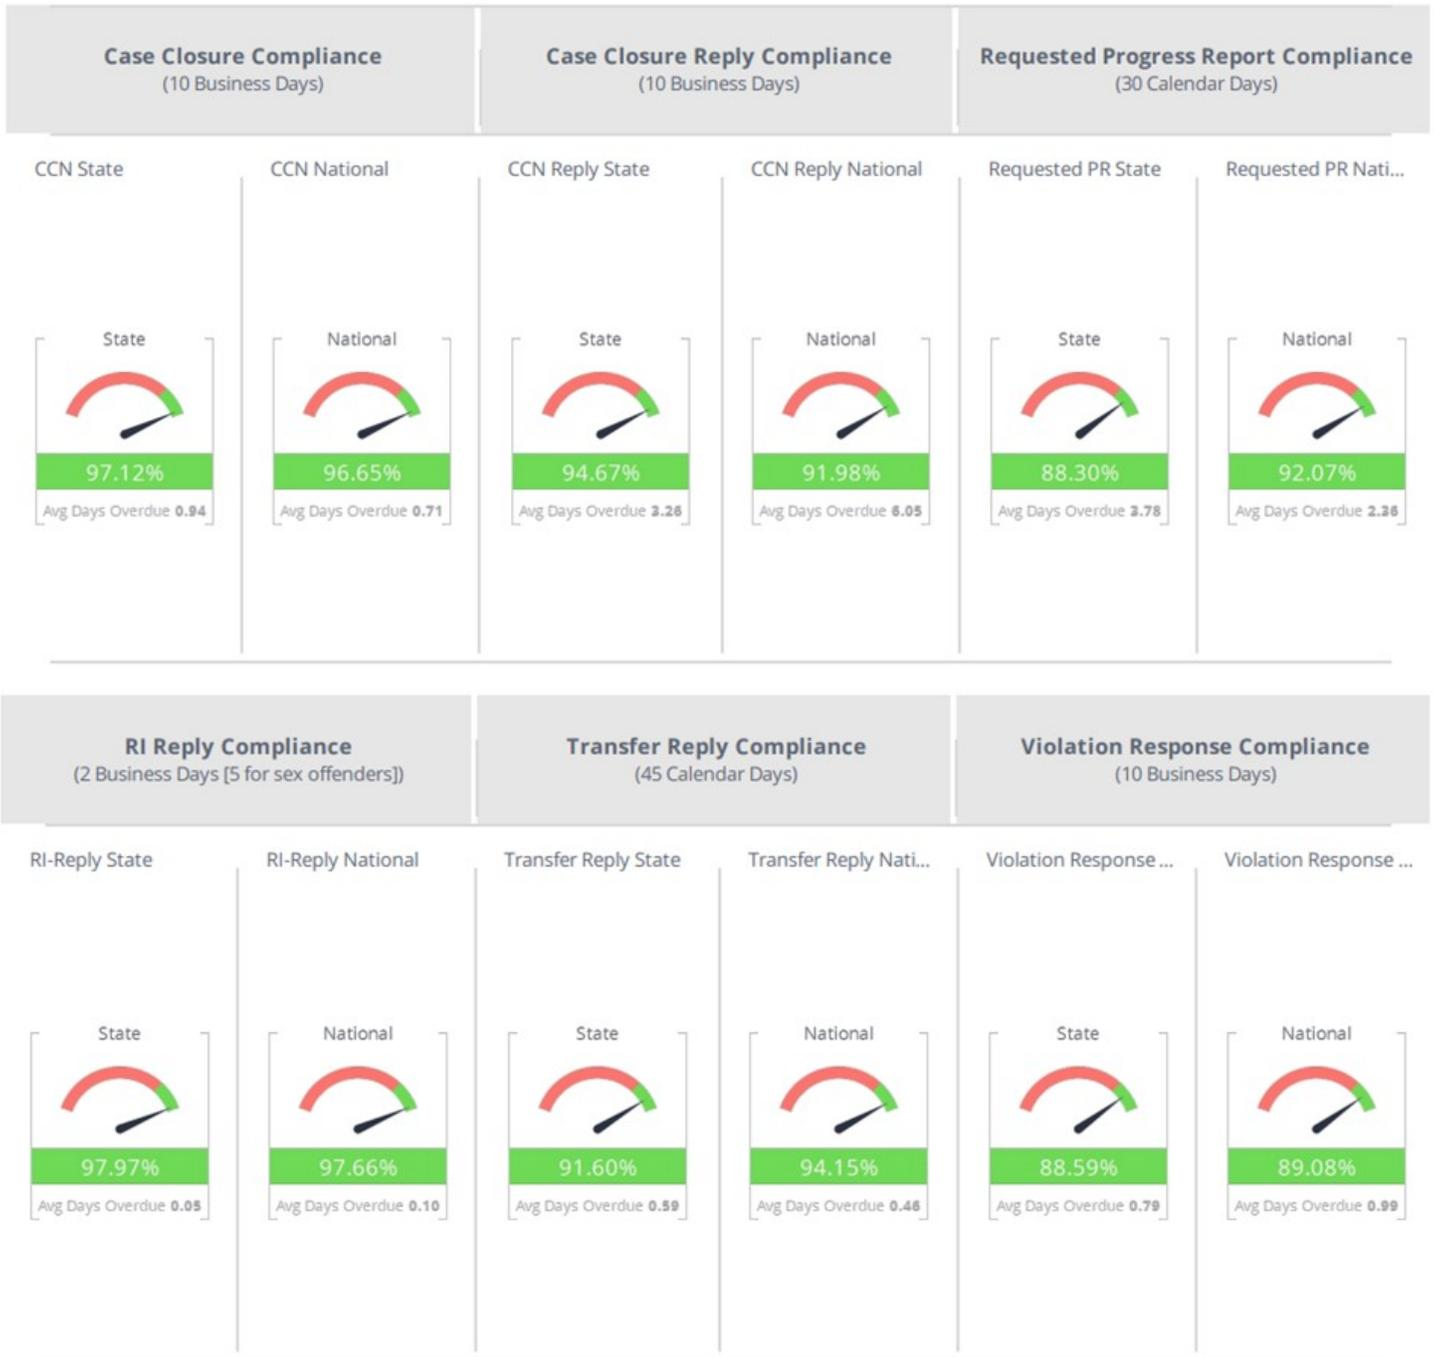 Case Closure Compliance
(10 Business Days)
Case Closure Reply Compliance
(10 Business Days)
Requested Progress Report Compliance
(30 Calendar Days)
CCN State
CCN National
CCN Reply State
CCN Reply National
Requested PR State
Requested PR Nati...
State
97.12%
Avg Days Overdue 0.94
National
96.65%
Avg Days Overdue 0.71
State
94.67%
Avg Days Overdue 3.26
National
91.98%
Avg Days Overdue 6.05
State
88.30%
Avg Days Overdue 3.78
National
92.07%
Avg Days Overdue 2.36
RI Reply Compliance
(2 Business Days [5 for sex offenders])
Transfer Reply Compliance
(45 Calendar Days)
Violation Response Compliance
(10 Business Days)
RI-Reply State
RI-Reply National
Transfer Reply State
Transfer Reply Nati...
Violation Response ...
Violation Response ...
State
97.97%
Avg Days Overdue 0.05
National
97.66%
Avg Days Overdue 0.10
State
91.60%
Avg Days Overdue 0.59
National
94.15%
Avg Days Overdue 0.46
State
88.59%
Avg Days Overdue 0.79
National
89.08%
Avg Days Overdue 0.99